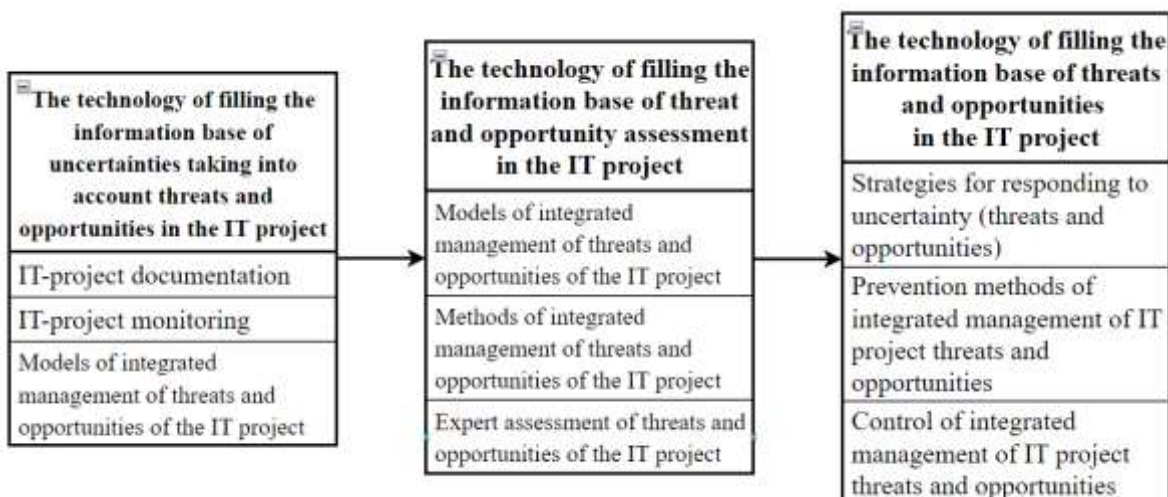 The technology of filling the
information base of
uncertainties taking into
account threats and
opportunities in the IT project
IT-project documentation
IT-project monitoring
Models of integrated
management of threats and
opportunities of the IT project
The technology of filling the
information base of threat
and opportunity assessment
in the IT project
Models of integrated
management of threats and
opportunities of the IT project
Methods of integrated
management of threats and
opportunities of the IT project
Expert assessment of threats and
opportunities of the IT project
The technology of filling the
information base of threats
and opportunities
in the IT project
Strategies for responding to
uncertainty (threats and
opportunities)
Prevention methods of
integrated management of IT
project threats and
opportunities
Control of integrated
management of IT project
threats and opportunities